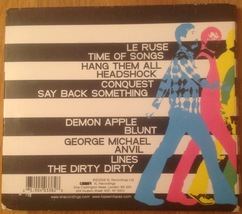 LE RUSE
TIME OF SONGS
HANG THEM ALL
HEADSHOCK
CONQUEST
SAY BACK SOMETHING
DEMON APPLE
BLUNT
GEORGE MICHAEL
ANVIL
LINES
THE DIRTY DIRTY